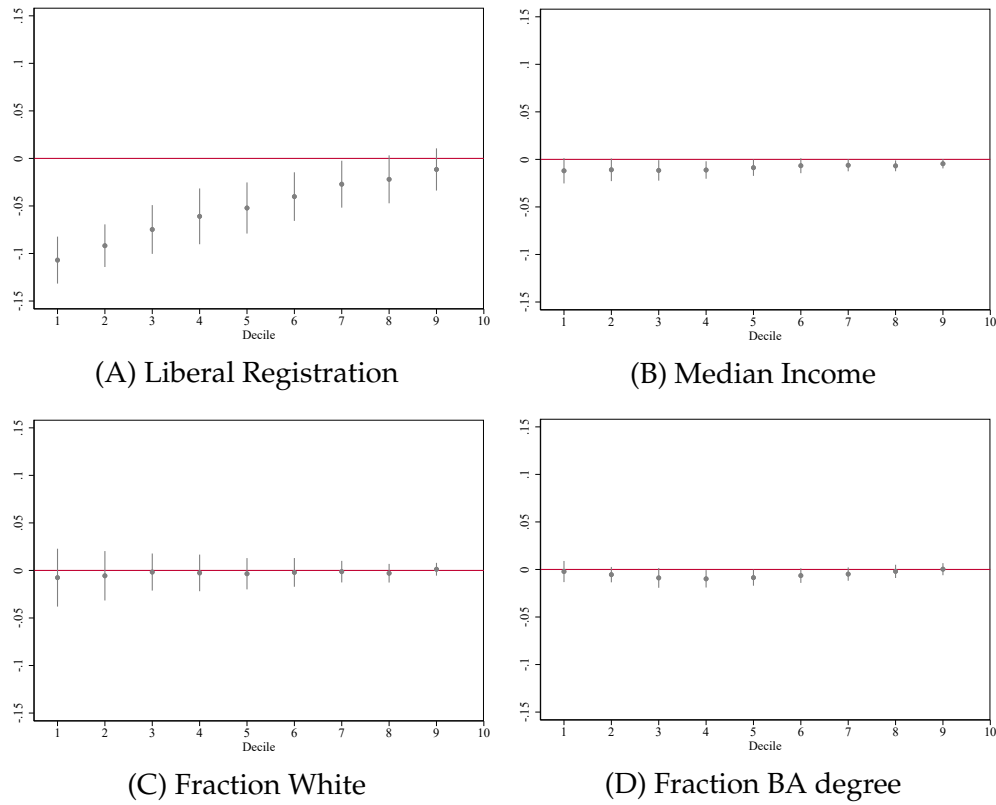 .15
.1
.05
0
-.05
-.1
-.15
1 2 3 4 5 6 7 8 9 10
Decile
(A) Liberal Registration
.15
.1
.05
0
-.05
-.1
-.15
1 2 3 4 5 6 7 8 9 10
Decile
(B) Median Income
.15
.1
.05
0
-.05
-.1
-.15
1 2 3 4 5 6 7 8 9 10
Decile
(C) Fraction White
.15
.1
.05
0
-.05
-.1
-.15
1 2 3 4 5 6 7 8 9 10
Decile
(D) Fraction BA degree